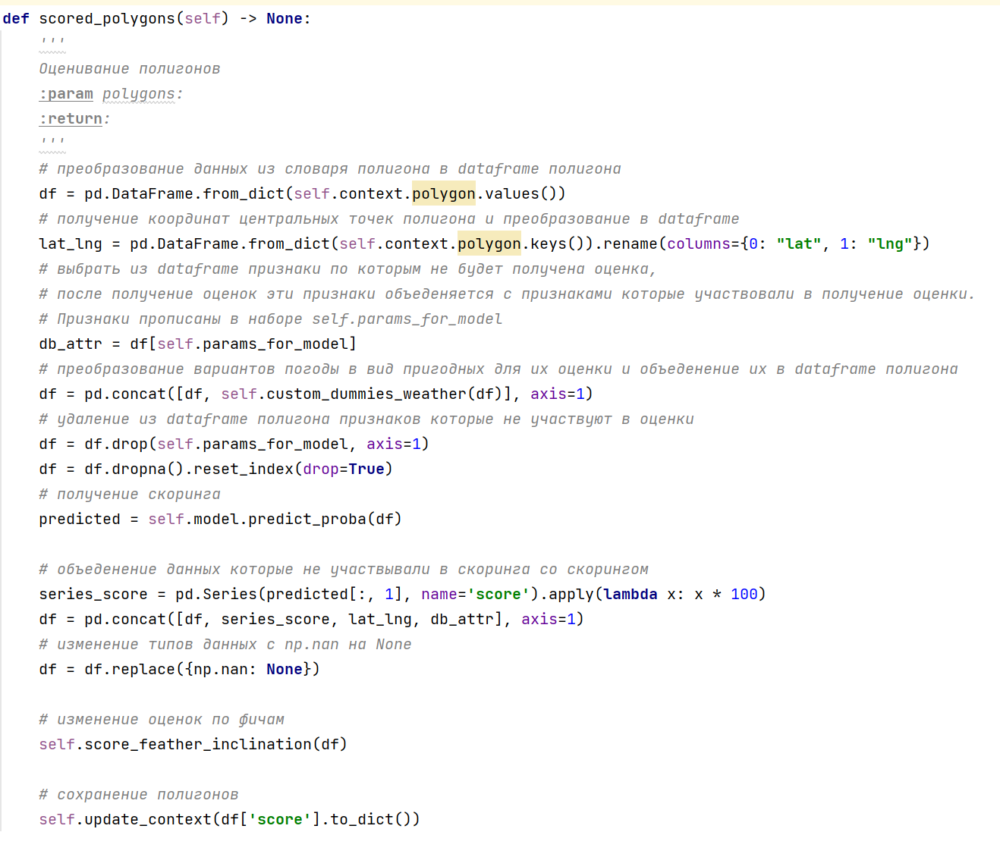 def scored_polygons(self) -> None:
'''
Оценивание полигонов
:param polygons:
:return:
'''
# преобразование данных из словаря полигона в dataframe полигона
df = pd.DataFrame.from_dict(self.context.polygon.values())
# получение координат центральных точек полигона и преобразование в dataframe
lat_lng = pd.DataFrame.from_dict(self.context.polygon.keys()).rename(columns={0: "lat", 1: "lng"})
# выбрать из dataframe признаки по которым не будет получена оценка,
# после получение оценок эти признаки объеденяется с признаками которые участвовали в получение оценки.
# Признаки прописаны в наборе self.params_for_model
db_attr = df[self.params_for_model]
# преобразование вариантов погоды в вид пригодных для их оценки и объеденение их в dataframe полигона
df = pd.concat([df, self.custom_dummies_weather(df)], axis=1)
# удаление из dataframe полигона признаков которые не участвуют в оценки
df = df.drop(self.params_for_model, axis=1)
df = df.dropna().reset_index(drop=True)
# получение скоринга
predicted = self.model.predict_proba(df)
# объеденение данных которые не участвывали в скоринга со скорингом
series_score = pd.Series(predicted[:, 1], name='score').apply(lambda x: x * 100)
df = pd.concat([df, series_score, lat_lng, db_attr], axis=1)
# изменение типов данных с np.nan на None
df = df.replace({np.nan: None})
# изменение оценок по фичам
self.score_feather_inclination(df)
# сохранение полигонов
self.update_context(df['score'].to_dict())